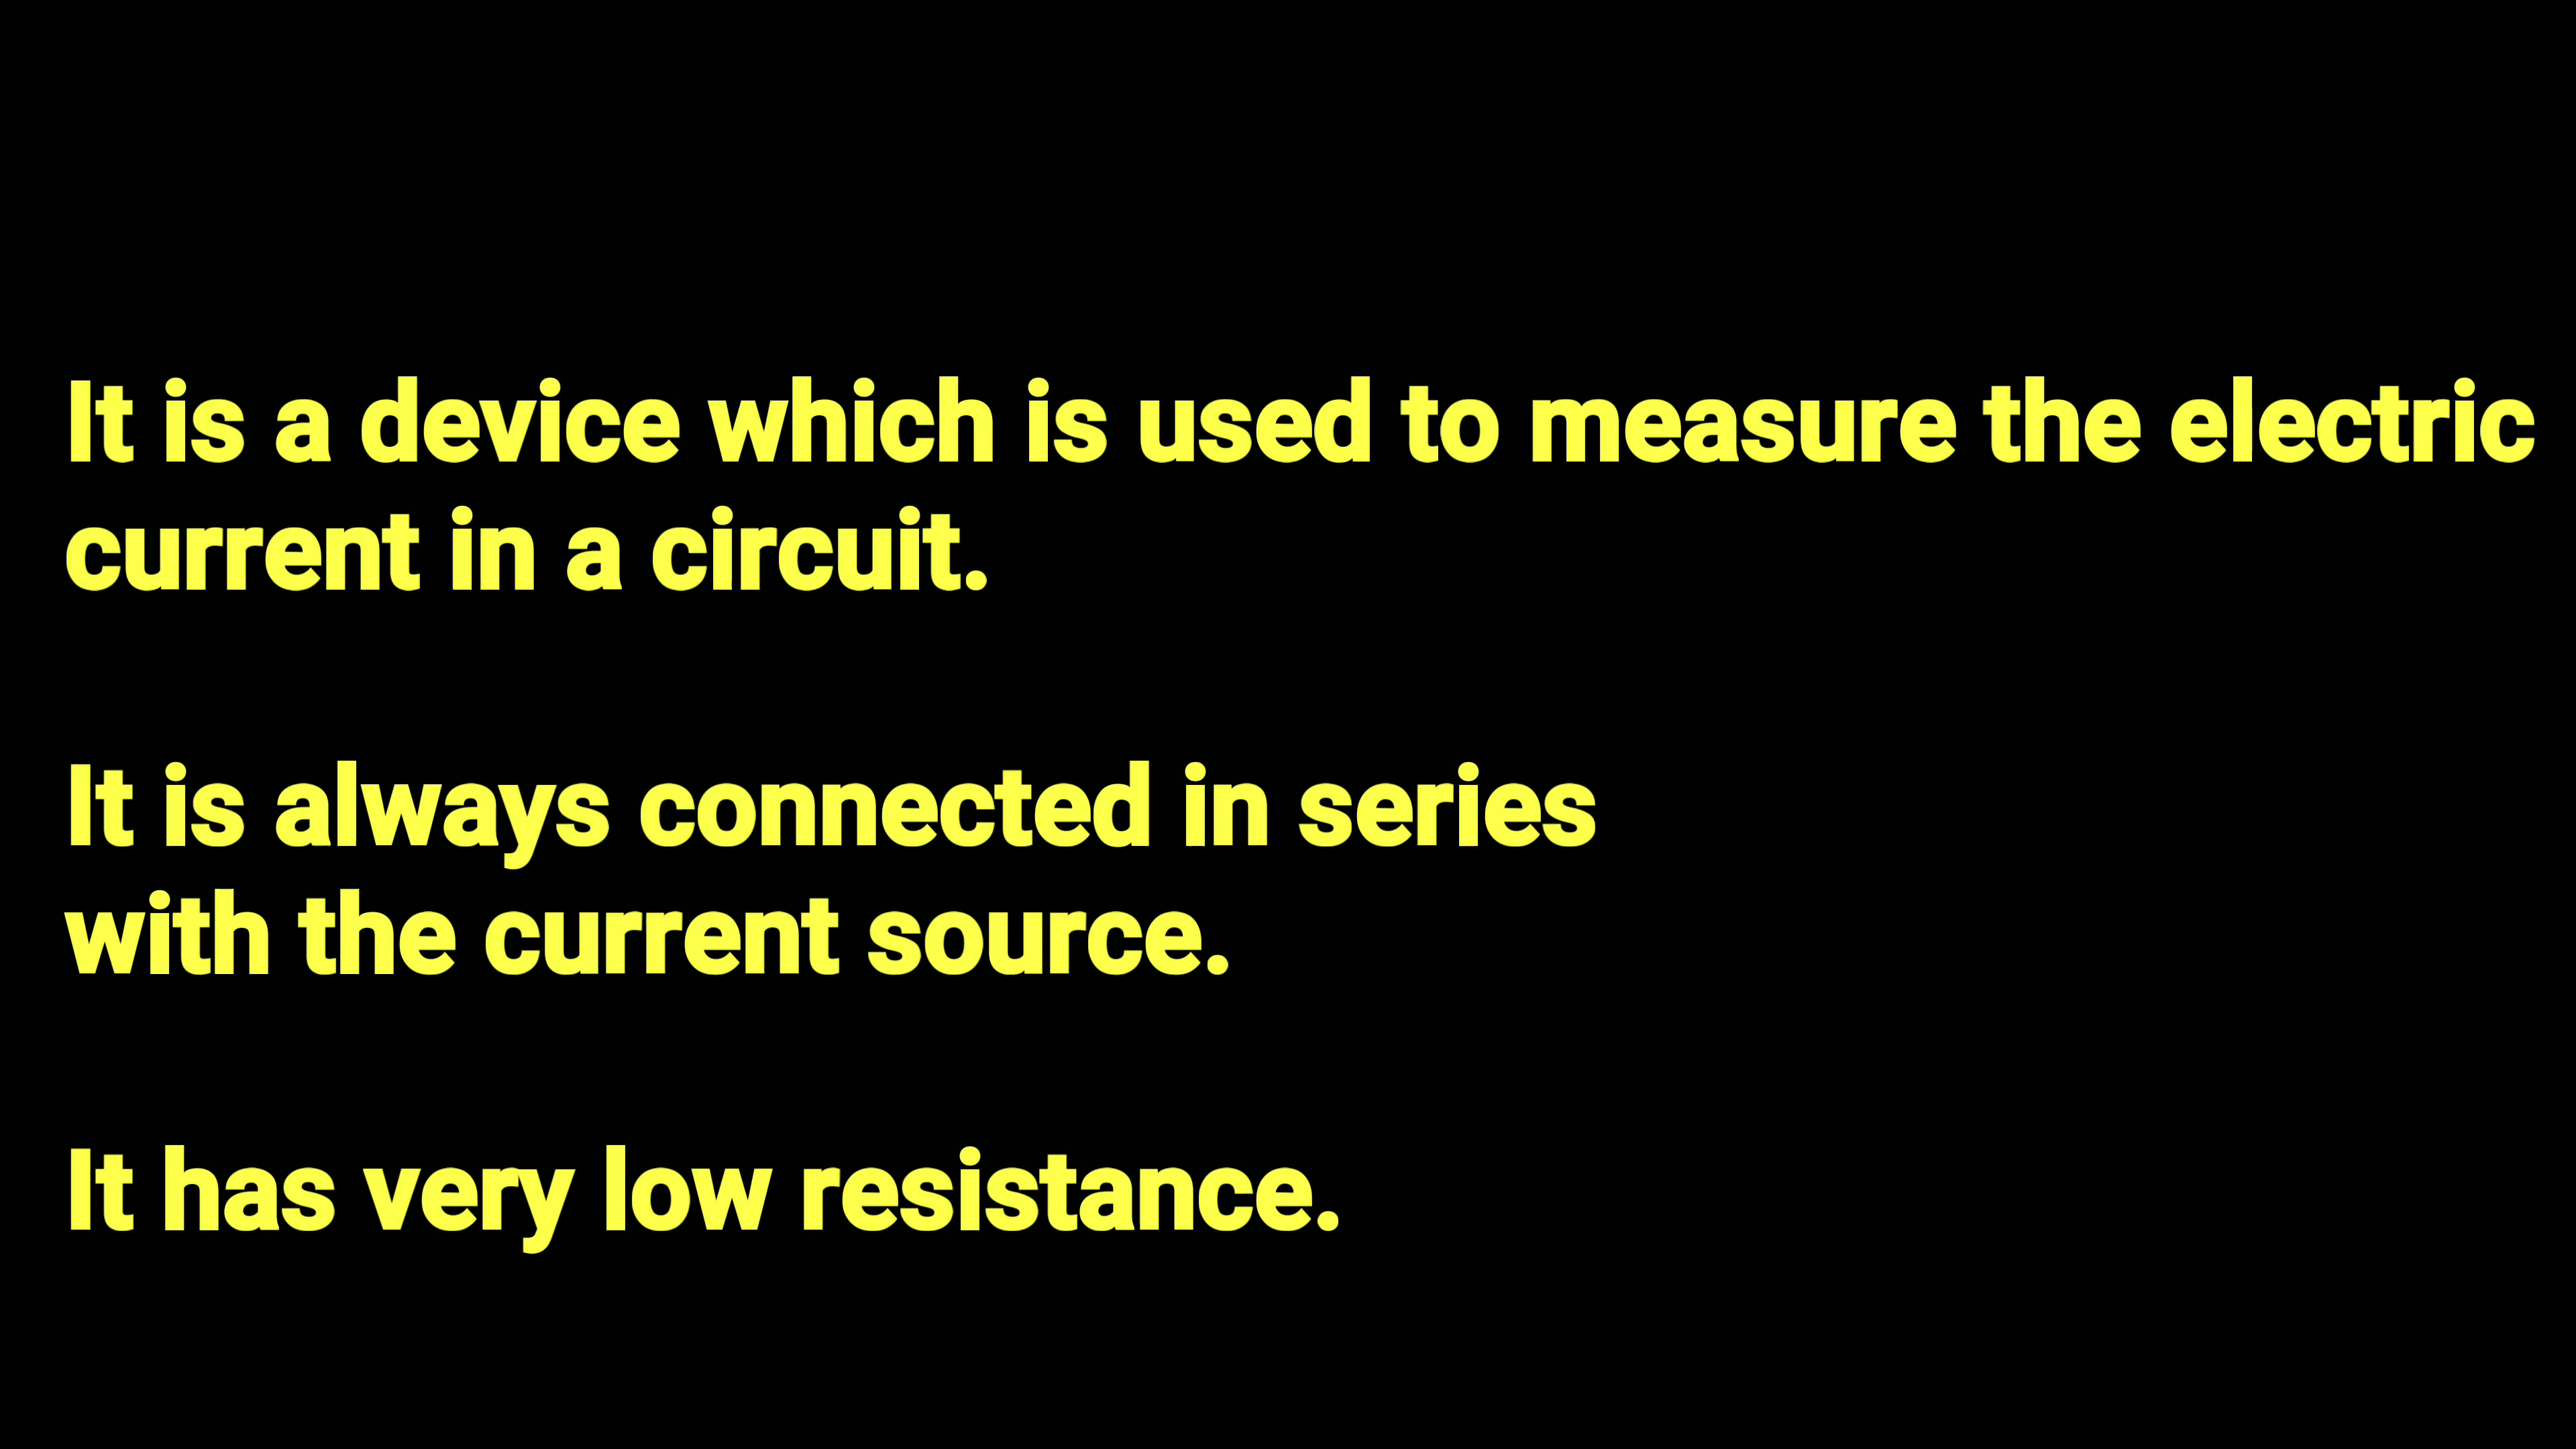 It is a device which is used to measure the electric
current in a circuit.
It is always connected in series
with the current source.
It has very low resistance.